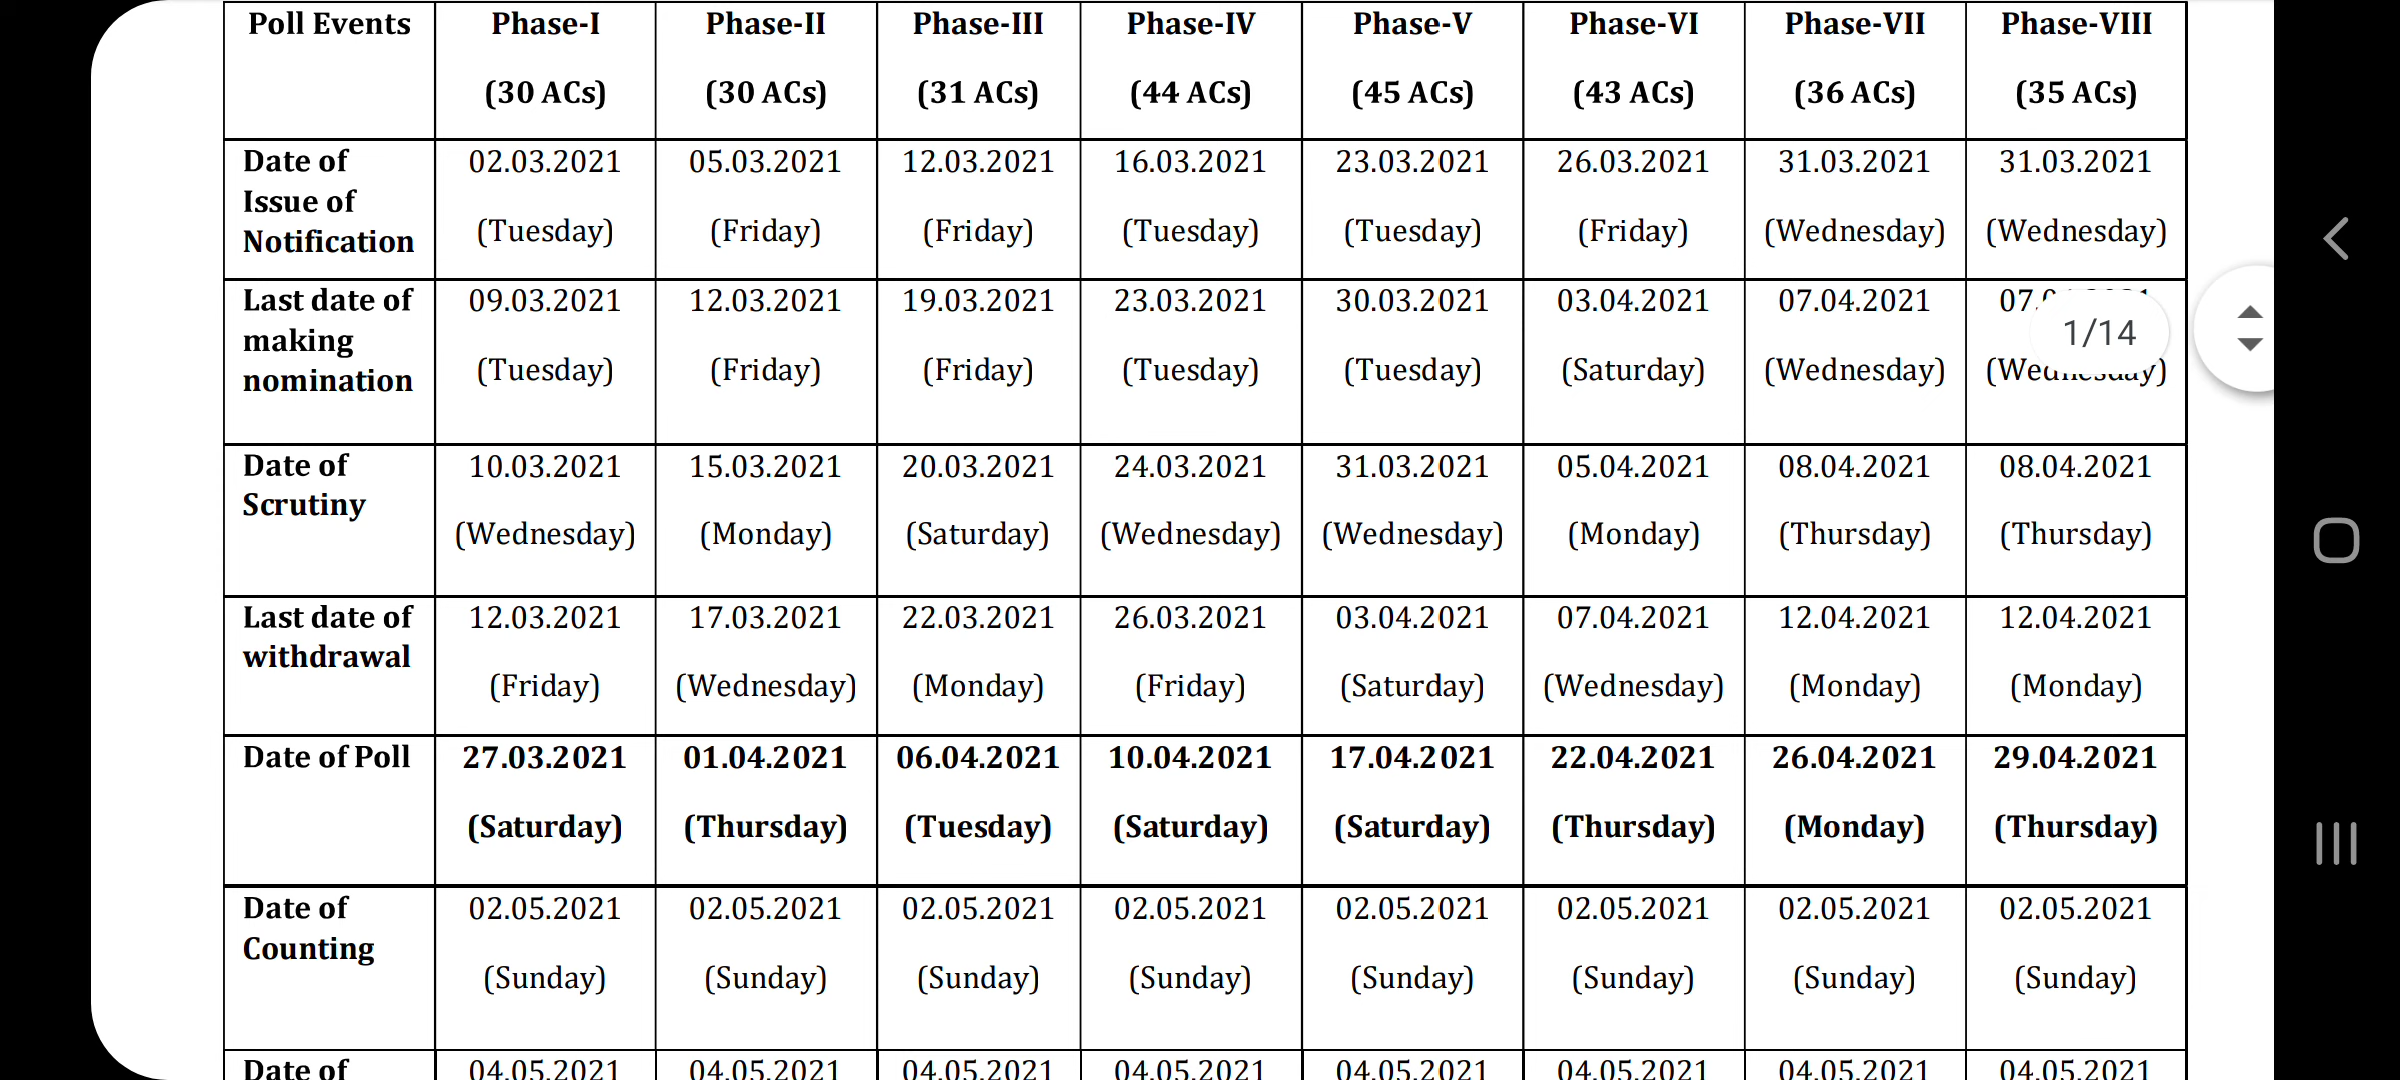 Poll Events Phase-I Phase-II Phase-III Phase-IV Phase-V Phase-VI Phase-VII Phase-VIII
(30 ACs) (30 ACs) (31 ACs) (44 ACs) (45 ACs) (43 ACs) (36 ACs) (35 ACs)
Date of 02.03.2021 05.03.2021 12.03.2021 16.03.2021 23.03.2021 26.03.2021 31.03.2021 31.03.2021
Issue of
Notification (Tuesday) (Friday) (Friday) (Tuesday) (Tuesday) (Friday) (Wednesday) (Wednesday)
Last date of 09.03.2021 12.03.2021 19.03.2021 23.03.2021 30.03.2021 03.04.2021 07.04.2021
making 1/14
nomination (Tuesday) (Friday) (Friday) (Tuesday) (Tuesday) (Saturday) (Wednesday) (Wednesday)
Date of 10.03.2021 15.03.2021 20.03.2021 24.03.2021 31.03.2021 05.04.2021 08.04.2021 08.04.2021
Scrutiny
(Wednesday) (Monday) (Saturday) (Wednesday) (Wednesday) (Monday) (Thursday) (Thursday)
Last date of 12.03.2021 17.03.2021 22.03.2021 26.03.2021 03.04.2021 07.04.2021 12.04.2021 12.04.2021
withdrawal
(Friday) (Wednesday) (Monday) (Friday) (Saturday) (Wednesday) (Monday) (Monday)
Date of Poll 27.03.2021 01.04.2021 06.04.2021 10.04.2021 17.04.2021 22.04.2021 26.04.2021 29.04.2021
(Saturday) (Thursday) (Tuesday) (Saturday) (Saturday) (Thursday) (Monday) (Thursday)
Date of 02.05.2021 02.05.2021 02.05.2021 02.05.2021 02.05.2021 02.05.2021 02.05.2021 02.05.2021
Counting
(Sunday) (Sunday) (Sunday) (Sunday) (Sunday) (Sunday) (Sunday) (Sunday)
Date of 04.05.2021 04.05.2021 04.05.2021 04.05.2021 04.05.2021 04.05.2021 04.05.2021 04.05.2021